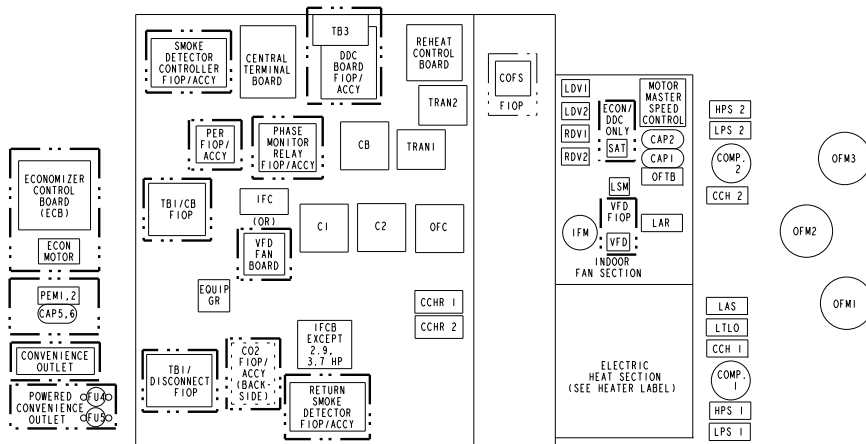 SMOKE
DETECTOR
CONTROLLER
FIOP/ACCY
CENTRAL
TERMINAL
BOARD
TB3
DDC
BOARD
FIOP/
ACCY
REHEAT
CONTROL
BOARD
TRAN2
PER
FIOP/
ACCY
PHASE
MONITOR
RELAY
FIOP/ACCY
CB
TRAN1
TB1/CB
FIOP
IFC
(OR)
VFD
FAN
BOARD
C1
C2
OFC
EQUIP
GR
CCHR 1
CCHR 2
IFCB
EXCEPT
2.9,
3.7 HP
TB1/
DISCONNECT
FIOP
CO2
FIOP/
ACCY
(BACK-
SIDE)
RETURN
SMOKE
DETECTOR
FIOP/ACCY
ECONOMIZER
CONTROL
BOARD
(ECB)
ECON
MOTOR
PEM1,2
CAP5,6
CONVENIENCE
OUTLET
POWERED
CONVENIENCE
OUTLET
FU4
FU5
COFS
FIOP
LDV1
LDV2
RDV1
RDV2
ECON/
DDC
ONLY
SAT
MOTOR
MASTER
SPEED
CONTROL
CAP2
CAP1
OFTB
LSM
VFD
FIOP
VFD
IFM
LAR
INDOOR
FAN SECTION
ELECTRIC
HEAT SECTION
(SEE HEATER LABEL)
HPS 2
LPS 2
COMP.
2
CCH 2
OFM3
OFM2
OFM1
LAS
LTLO
CCH 1
COMP.
1
HPS 1
LPS 1